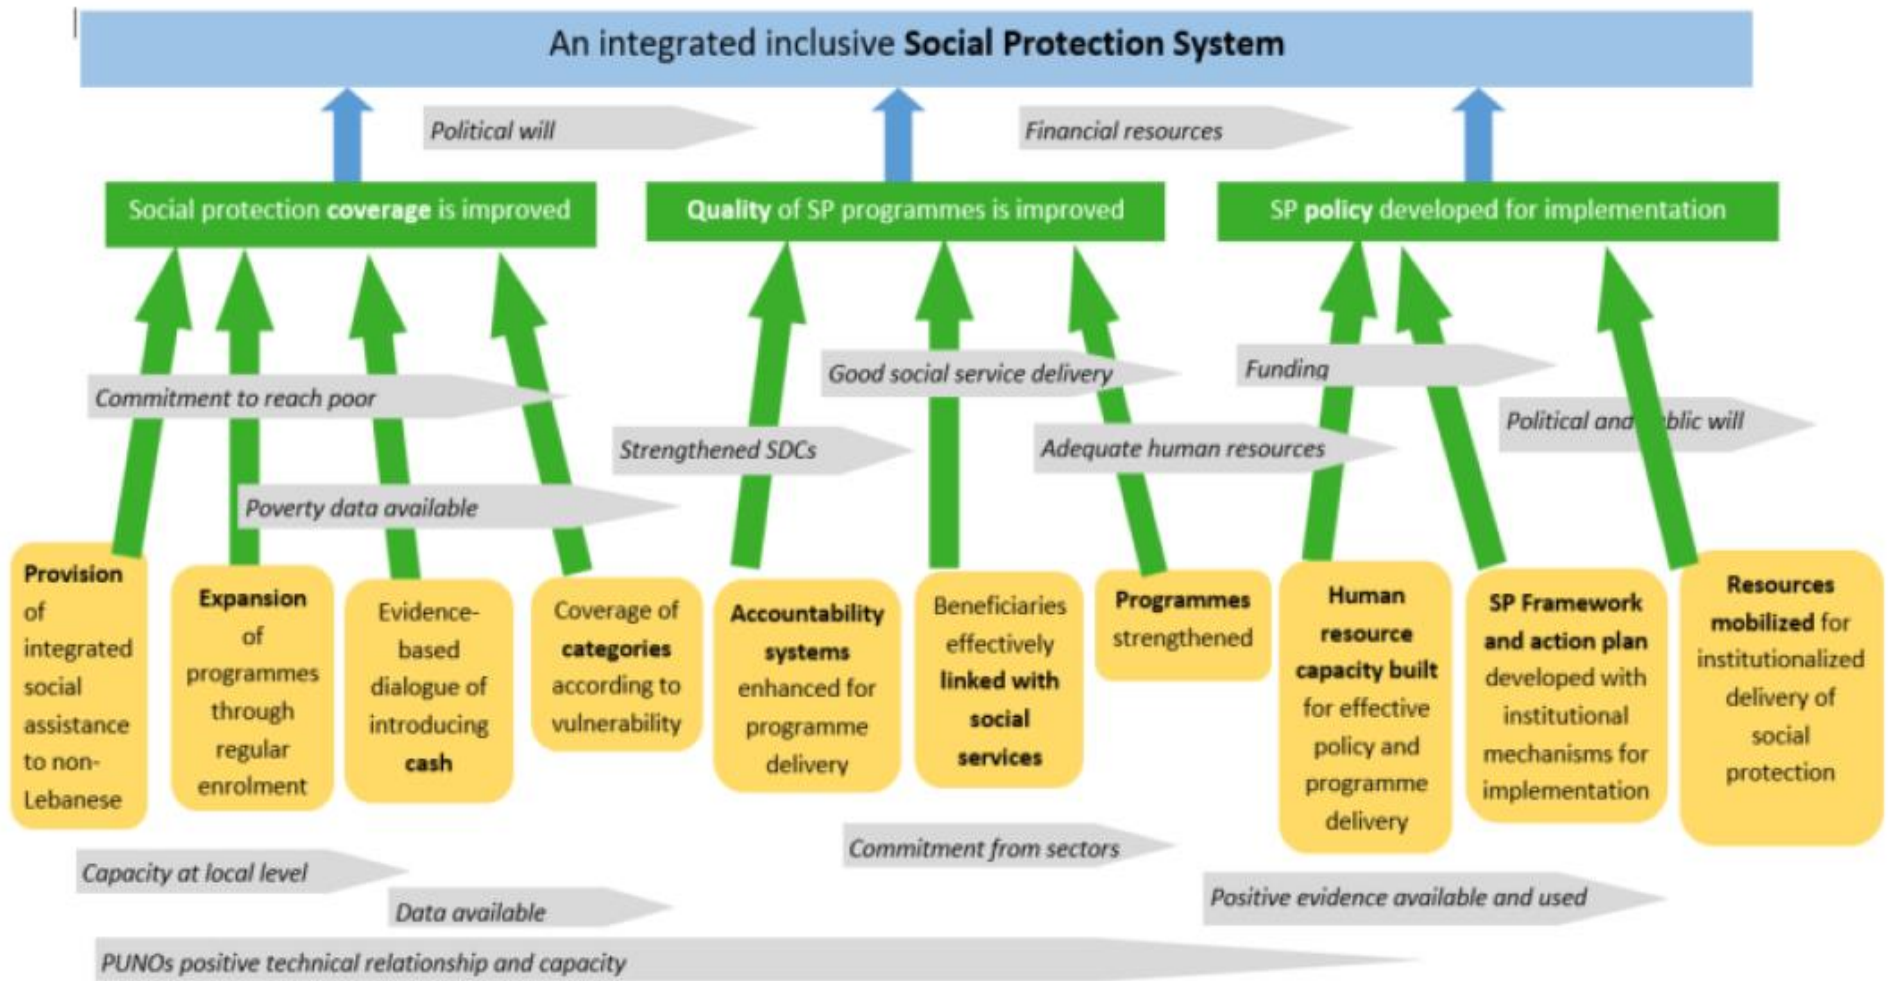 An integrated inclusive Social Protection System
Political will
Financial resources
Social protection coverage is improved
Quality of SP programmes is improved
SP policy developed for implementation
Good social service delivery
Funding
Commitment to reach poor
Political and blic will
Strengthened SDCs
Adequate human resources
Poverty data available
Provision
of
integrated
social
assistance
to non-
Lebanese
Expansion
of
programmes
through
regular
enrolment
Evidence-
based
dialogue of
introducing
cash
Coverage of
categories
according to
vulnerability
Accountability
systems
enhanced for
programme
delivery
Beneficiaries
effectively
linked with
social
services
Programmes
strengthened
Human
resource
capacity built
for effective
policy and
programme
delivery
SP Framework
and action plan
developed with
institutional
mechanisms for
implementation
Resources
mobilized for
institutionalized
delivery of
social
protection
Commitment from sectors
Capacity at local level
Positive evidence available and used
Data available
PUNOs positive technical relationship and capacity